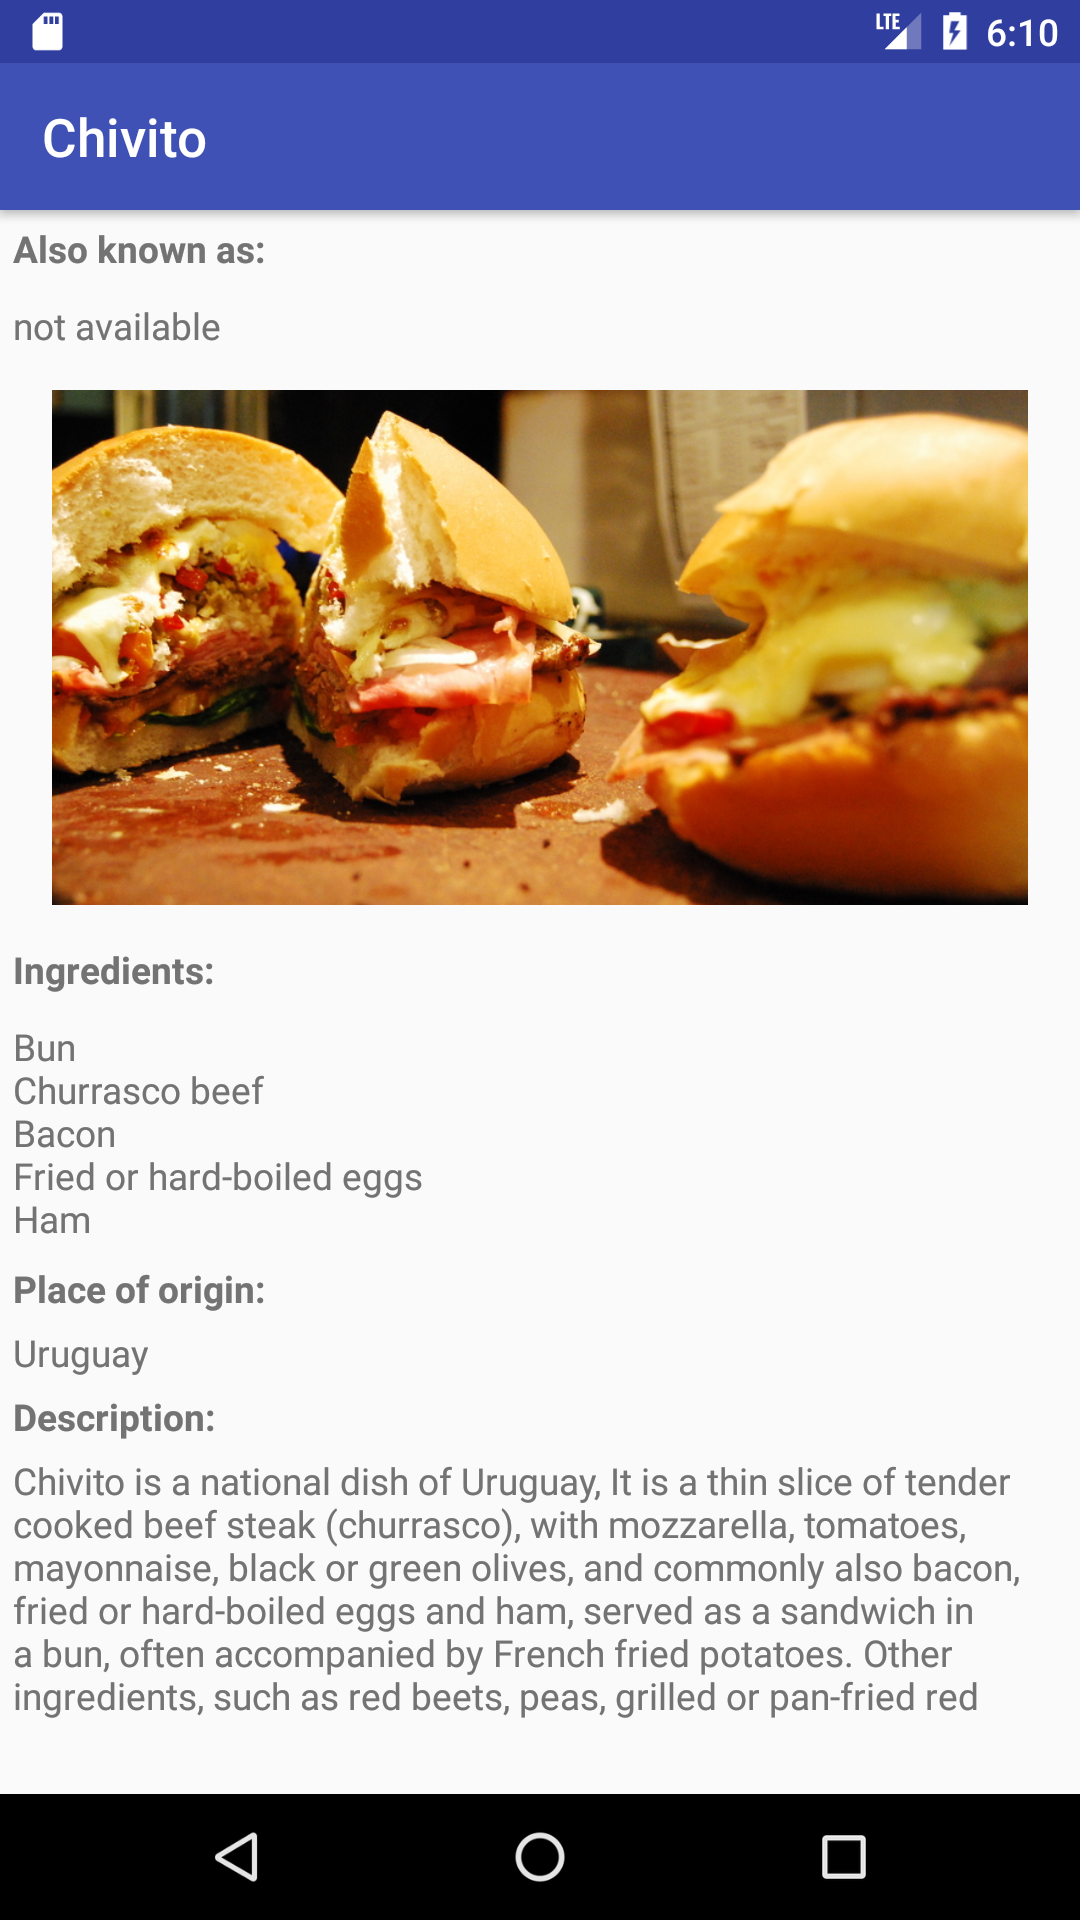 LTE 6:10
Chivito
Also known as:
not available
Ingredients:
Bun
Churrasco beef
Bacon
Fried or hard-boiled eggs
Ham
Place of origin:
Uruguay
Description:
Chivito is a national dish of Uruguay, It is a thin slice of tender
cooked beef steak (churrasco), with mozzarella, tomatoes,
mayonnaise, black or green olives, and commonly also bacon,
fried or hard-boiled eggs and ham, served as a sandwich in
a bun, often accompanied by French fried potatoes. Other
ingredients, such as red beets, peas, grilled or pan-fried red